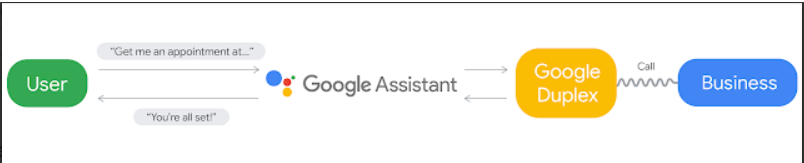 "Get me an appointment at..."
User
Google Assistant
"You're all set!"
Google
Duplex
Call
Business